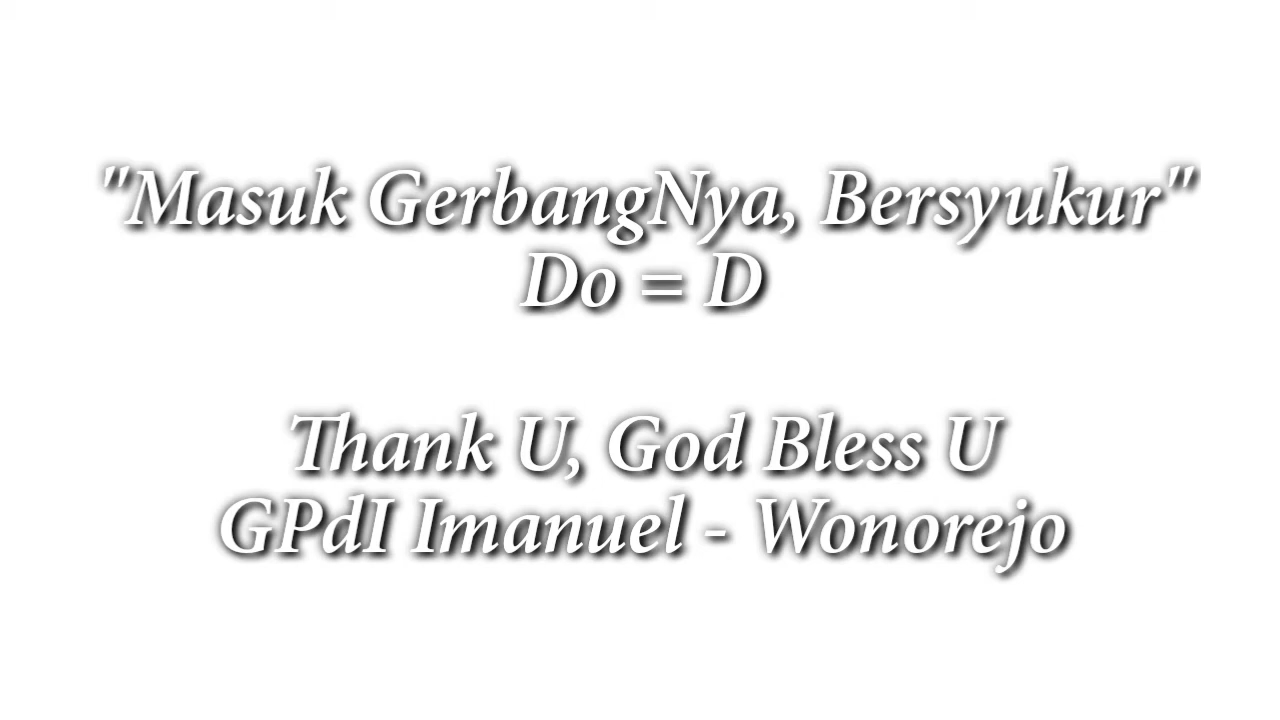 "Masuk GerbangNya, Bersyukur"
Do = D
Thank U, God Bless U
GPdI Imanuel - Wonorejo